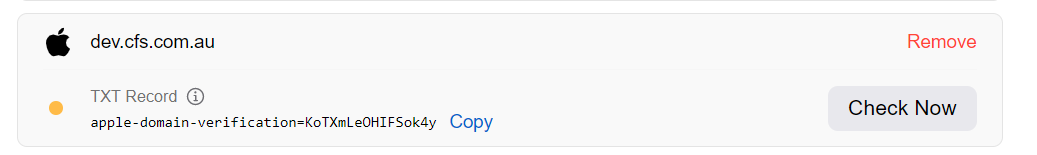 dev.cfs.com.au
Remove
TXT Record
apple-domain-verification=KoTXmLeOHIFSok4y Copy
Check Now